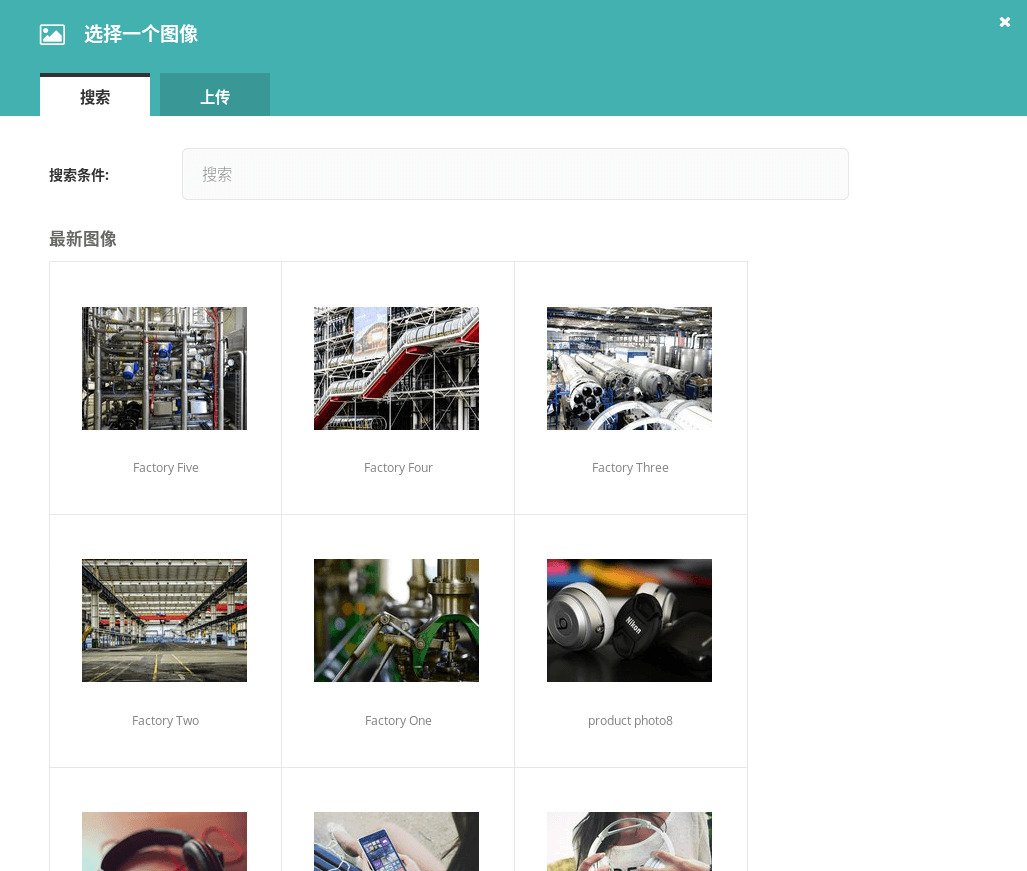 选择一个图像
搜索
上传
搜索条件:
搜索
最新图像
Factory Five
Factory Four
Factory Three
Nikon
Factory Two
Factory One
product photo8